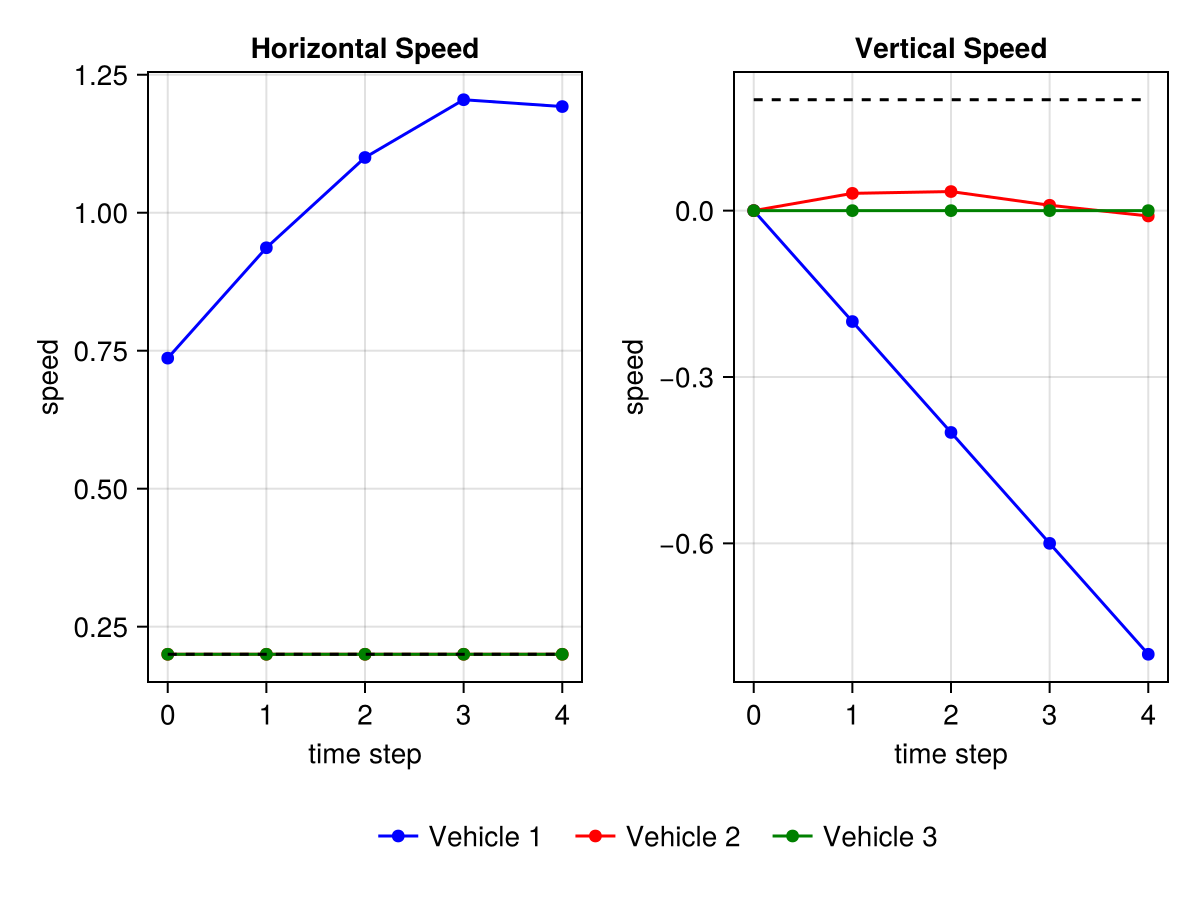 Horizontal Speed
1.25
1.00
0.75
0.50
0.25
speed
0 1 2 3 4
time step
Vertical Speed
0.0
−0.3
−0.6
speed
0 1 2 3 4
time step
Vehicle 1 Vehicle 2 Vehicle 3